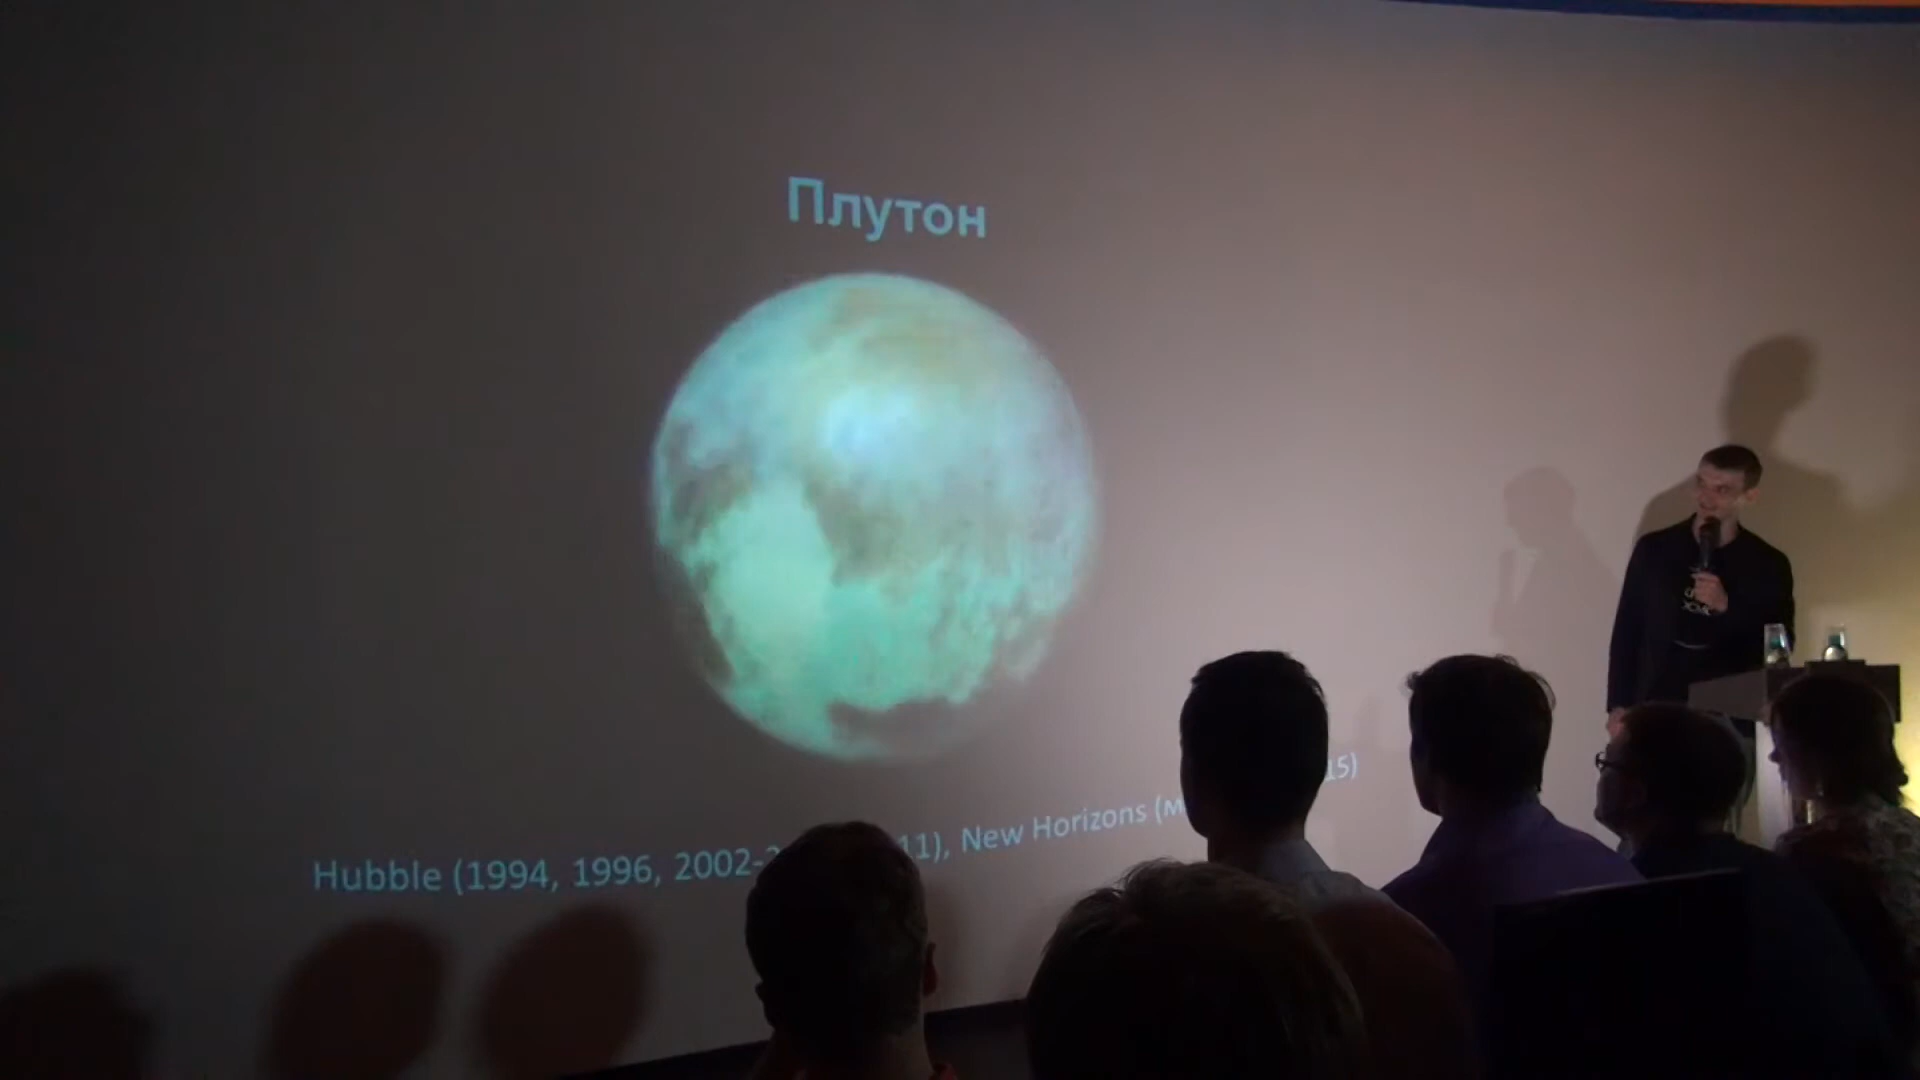 Плутон
Hubble (1994, 1996, 2002- 11), New Horizons ( 15)